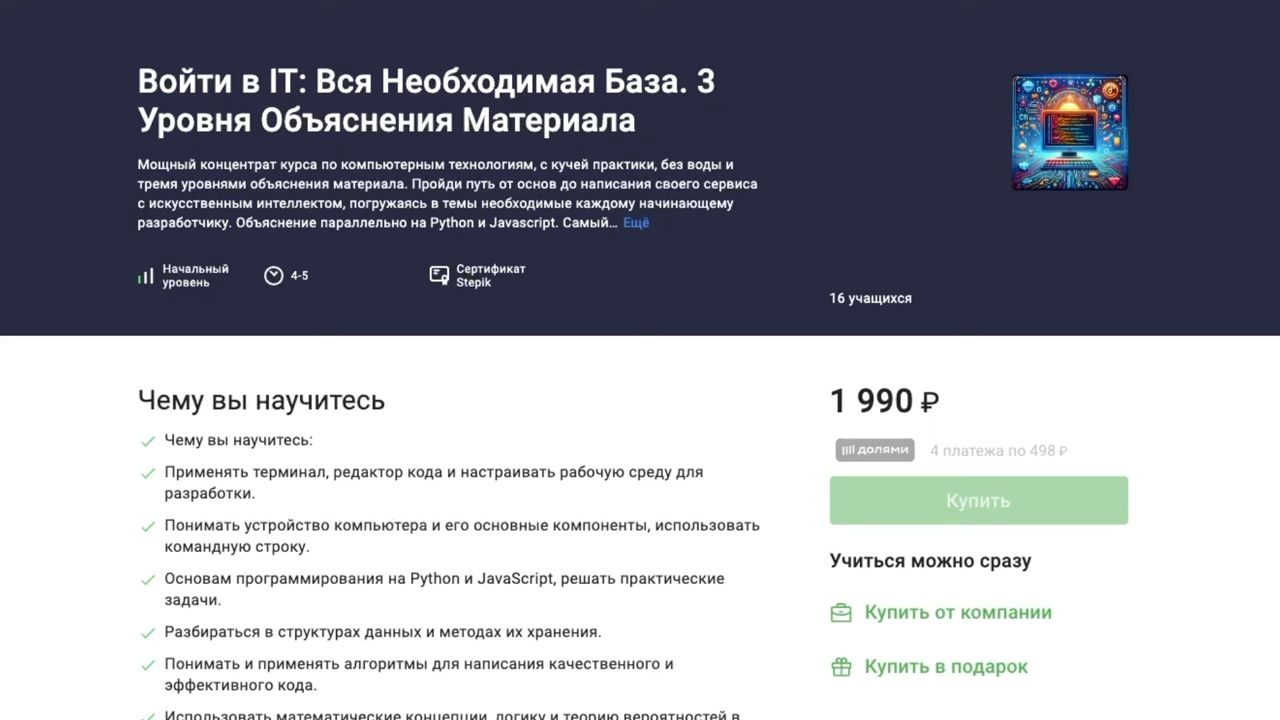 Войти в IT: Вся Необходимая База. 3
Уровня Объяснения Материала
Мощный концентрат курса по компьютерным технологиям, с кучей практики, без воды и
тремя уровнями объяснения материала. Пройди путь от основ до написания своего сервиса
с искусственным интеллектом, погружаясь в темы необходимые каждому начинающему
разработчику. Объяснение параллельно на Python и Javascript. Самый… Ещё
Начальный
уровень
4-5
Сертификат
Stepik
16 учащихся
Чему вы научитесь
Чему вы научитесь:
Применять терминал, редактор кода и настраивать рабочую среду для
разработки.
Понимать устройство компьютера и его основные компоненты, использовать
командную строку.
Основам программирования на Python и JavaScript, решать практические
задачи.
Разбираться в структурах данных и методах их хранения.
Понимать и применять алгоритмы для написания качественного и
эффективного кода.
Использовать математические концепции, логику и теорию вероятностей в
1 990 ₽
долями 4 платежа по 498 ₽
Купить
Учиться можно сразу
Купить от компании
Купить в подарок